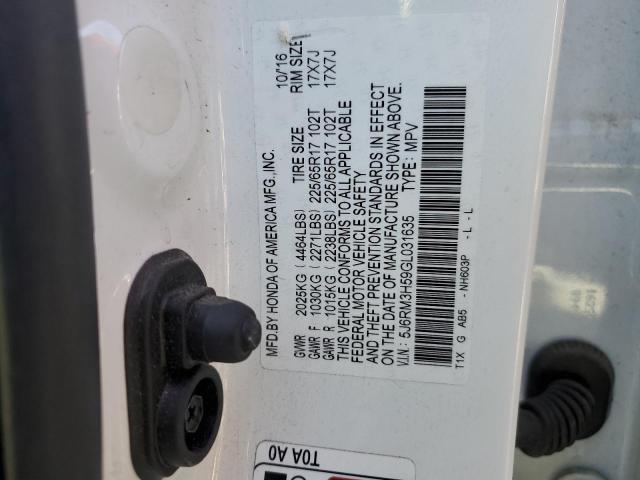 MFD.BY HONDA OF AMERICA MFG.,INC. 10/16
TIRE SIZE RIM SIZE
GVWR 2025KG (4464LBS)
GAWR F 1030KG (2271LBS) 225/65R17 102T 17X7J
GAWR R 1015KG (2238LBS) 225/65R17 102T 17X7J
THIS VEHICLE CONFORMS TO ALL APPLICABLE
FEDERAL MOTOR VEHICLE SAFETY
AND THEFT PREVENTION STANDARDS IN EFFECT
ON THE DATE OF MANUFACTURE SHOWN ABOVE.
V.I.N.: 5J6RM3H59GL031635 TYPE: MPV
T1X G AB5 - NH603P - L - L
T0A A0